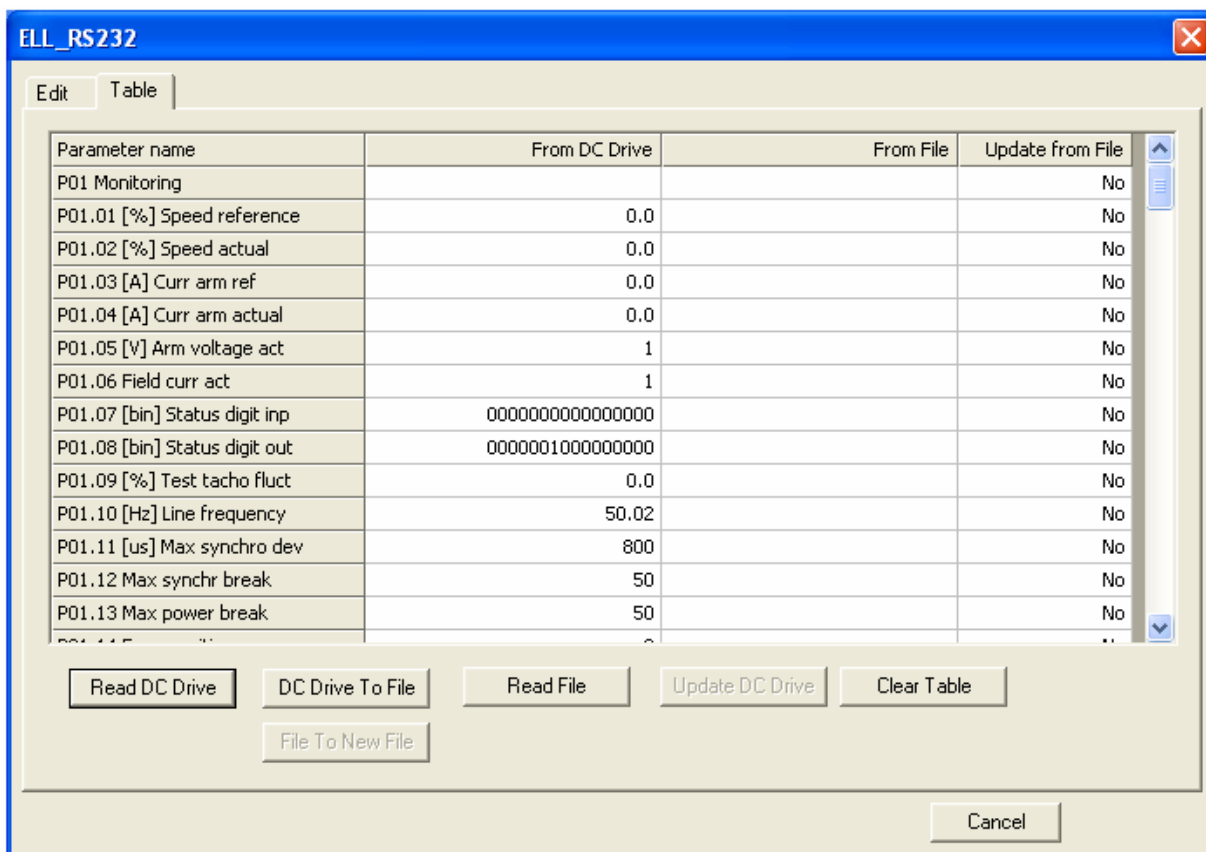 ELL_RS232
Edit Table
Parameter name From DC Drive From File Update from File
P01 Monitoring No
P01.01 [%] Speed reference 0.0 No
P01.02 [%] Speed actual 0.0 No
P01.03 [A] Curr arm ref 0.0 No
P01.04 [A] Curr arm actual 0.0 No
P01.05 [V] Arm voltage act 1 No
P01.06 Field curr act 1 No
P01.07 [bin] Status digit inp 0000000000000000 No
P01.08 [bin] Status digit out 0000001000000000 No
P01.09 [%] Test tacho fluct 0.0 No
P01.10 [Hz] Line frequency 50.02 No
P01.11 [us] Max synchro dev 800 No
P01.12 Max synchr break 50 No
P01.13 Max power break 50 No
Read DC Drive DC Drive To File Read File Update DC Drive Clear Table
File To New File
Cancel